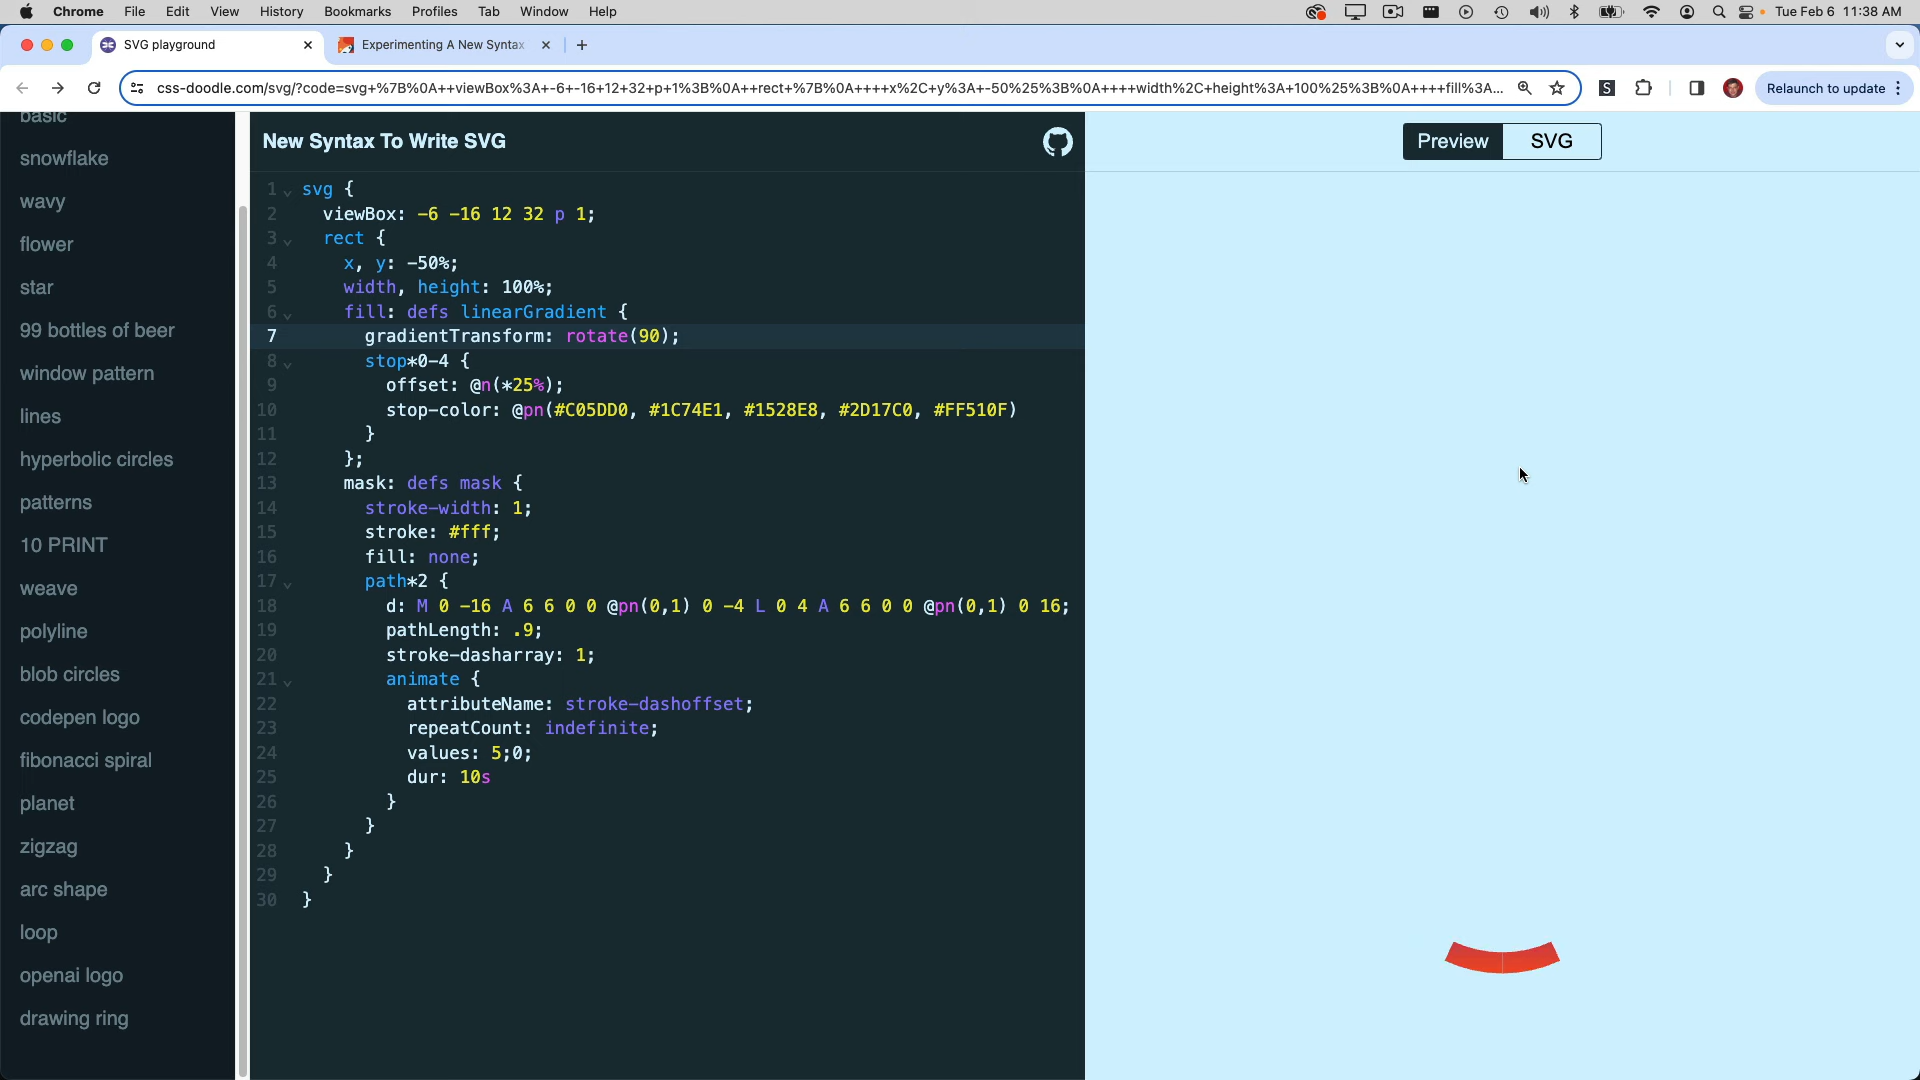 Chrome File Edit View History Bookmarks Profiles Tab Window Help Tue Feb 6 11:38 AM
SVG playground Experimenting A New Syntax
css-doodle.com/svg/?code=svg+%7B%0A++viewBox%3A+-6+-16+12+32+p+1%3B%0A++rect+%7B%0A++++x%2C+y%3A+-50%25%3B%0A++++width%2C+height%3A+100%25%3B%0A++++fill%3A... Relaunch to update
basic
snowflake
wavy
flower
star
99 bottles of beer
window pattern
lines
hyperbolic circles
patterns
10 PRINT
weave
polyline
blob circles
codepen logo
fibonacci spiral
planet
zigzag
arc shape
loop
openai logo
drawing ring
New Syntax To Write SVG
1 svg {
2 viewBox: -6 -16 12 32 p 1;
3 rect {
4 x, y: -50%;
5 width, height: 100%;
6 fill: defs linearGradient {
7 gradientTransform: rotate(90);
8 stop*0-4 {
9 offset: @n(*25%);
10 stop-color: @pn(#C05DD0, #1C74E1, #1528E8, #2D17C0, #FF510F)
11 }
12 };
13 mask: defs mask {
14 stroke-width: 1;
15 stroke: #fff;
16 fill: none;
17 path*2 {
18 d: M 0 -16 A 6 6 0 0 @pn(0,1) 0 -4 L 0 4 A 6 6 0 0 @pn(0,1) 0 16;
19 pathLength: .9;
20 stroke-dasharray: 1;
21 animate {
22 attributeName: stroke-dashoffset;
23 repeatCount: indefinite;
24 values: 5;0;
25 dur: 10s
26 }
27 }
28 }
29 }
30 }
Preview SVG